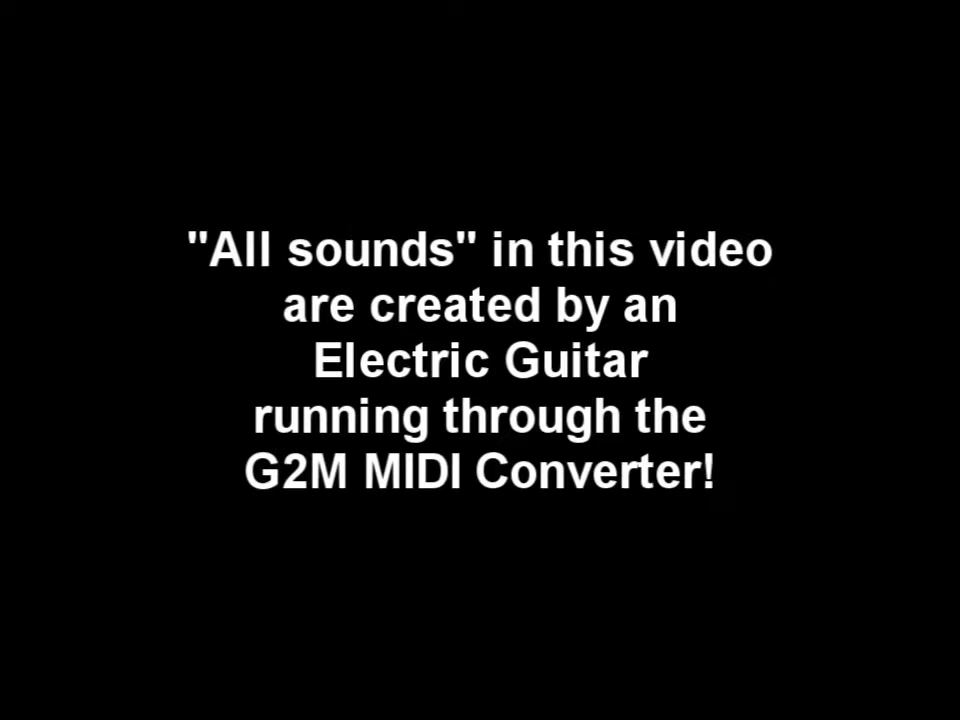 "All sounds" in this video
are created by an
Electric Guitar
running through the
G2M MIDI Converter!